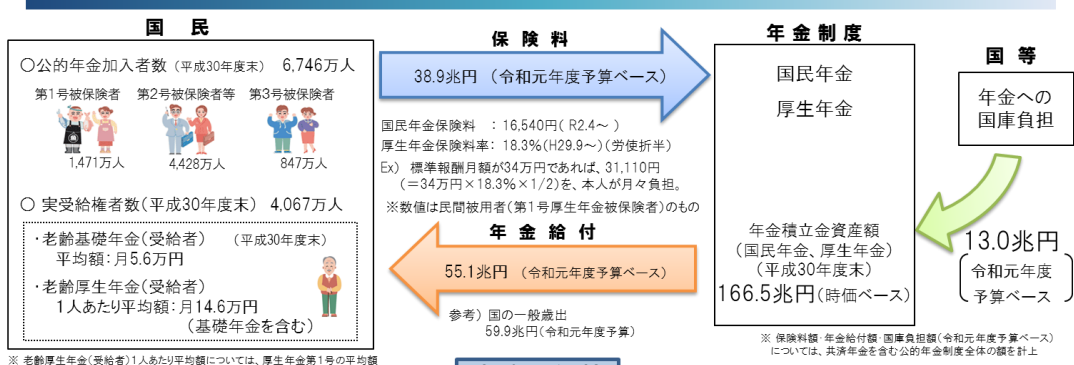 国民
○公的年金加入者数（平成30年度末） 6,746万人
第1号被保険者 第2号被保険者等 第3号被保険者
1,471万人 4,428万人 847万人
○ 実受給権者数(平成30年度末) 4,067万人
・老齢基礎年金(受給者) （平成30年度末）
平均額：月5.6万円
・老齢厚生年金(受給者)
1人あたり平均額：月14.6万円
(基礎年金を含む)
※ 老齢厚生年金(受給者)1人あたり平均額については、厚生年金第1号の平均額
保険料
38.9兆円 （令和元年度予算ベース）
国民年金保険料 ：16,540円( R2.4～ )
厚生年金保険料率： 18.3%(H29.9～)(労使折半)
Ex) 標準報酬月額が34万円であれば、31,110円
（＝34万円×18.3%×1/2）を、本人が月々負担。
※数値は民間被用者(第1号厚生年金被保険者)のもの
年金給付
55.1兆円 （令和元年度予算ベース）
参考） 国の一般歳出
59.9兆円(令和元年度予算)
年金制度
国民年金
厚生年金
年金積立金資産額
(国民年金、厚生年金)
(平成30年度末)
166.5兆円(時価ベース)
国等
年金への
国庫負担
13.0兆円
令和元年度
予算ベース
※ 保険料額・年金給付額・国庫負担額(令和元年度予算ベース)
については、共済年金を含む公的年金制度全体の額を計上